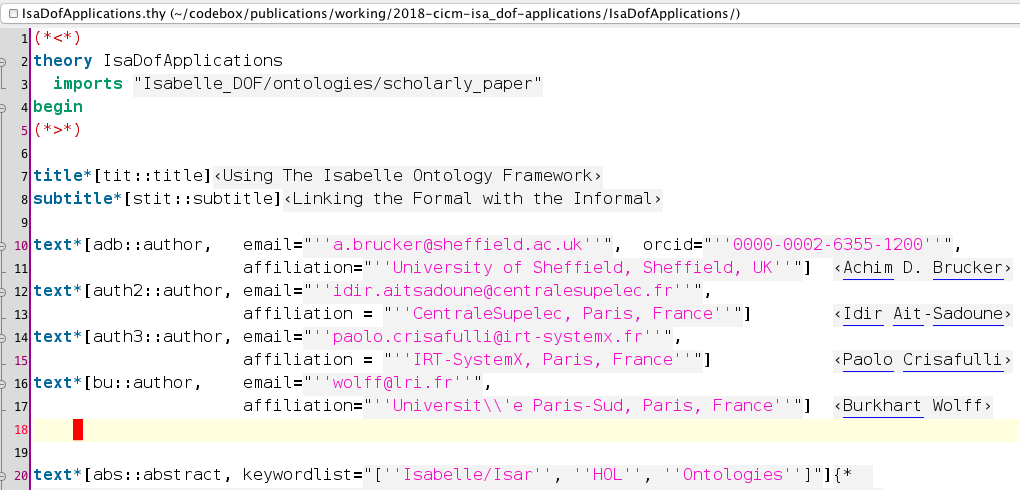 IsaDofApplications.thy (~/codebox/publications/working/2018-cicm-isa_dof-applications/IsaDofApplications/)
1 (*<*)
2 theory IsaDofApplications
3 imports "Isabelle_DOF/ontologies/scholarly_paper"
4 begin
5 (*>*)
6
7 title*[tit::title]‹Using The Isabelle Ontology Framework›
8 subtitle*[stit::subtitle]‹Linking the Formal with the Informal›
9
10 text*[adb::author, email="''a.brucker@sheffield.ac.uk''", orcid="''0000-0002-6355-1200''",
11 affiliation="''University of Sheffield, Sheffield, UK''"] ‹Achim D. Brucker›
12 text*[auth2::author, email="''idir.aitsadoune@centralesupelec.fr''",
13 affiliation = "''CentraleSupelec, Paris, France''"] ‹Idir Ait-Sadoune›
14 text*[auth3::author, email="''paolo.crisafulli@irt-systemx.fr''",
15 affiliation = "''IRT-SystemX, Paris, France''"] ‹Paolo Crisafulli›
16 text*[bu::author, email="''wolff@lri.fr''",
17 affiliation="''Universit\\'e Paris-Sud, Paris, France''"] ‹Burkhart Wolff›
18
19
20 text*[abs::abstract, keywordlist="[''Isabelle/Isar'', ''HOL'', ''Ontologies'']"]{*